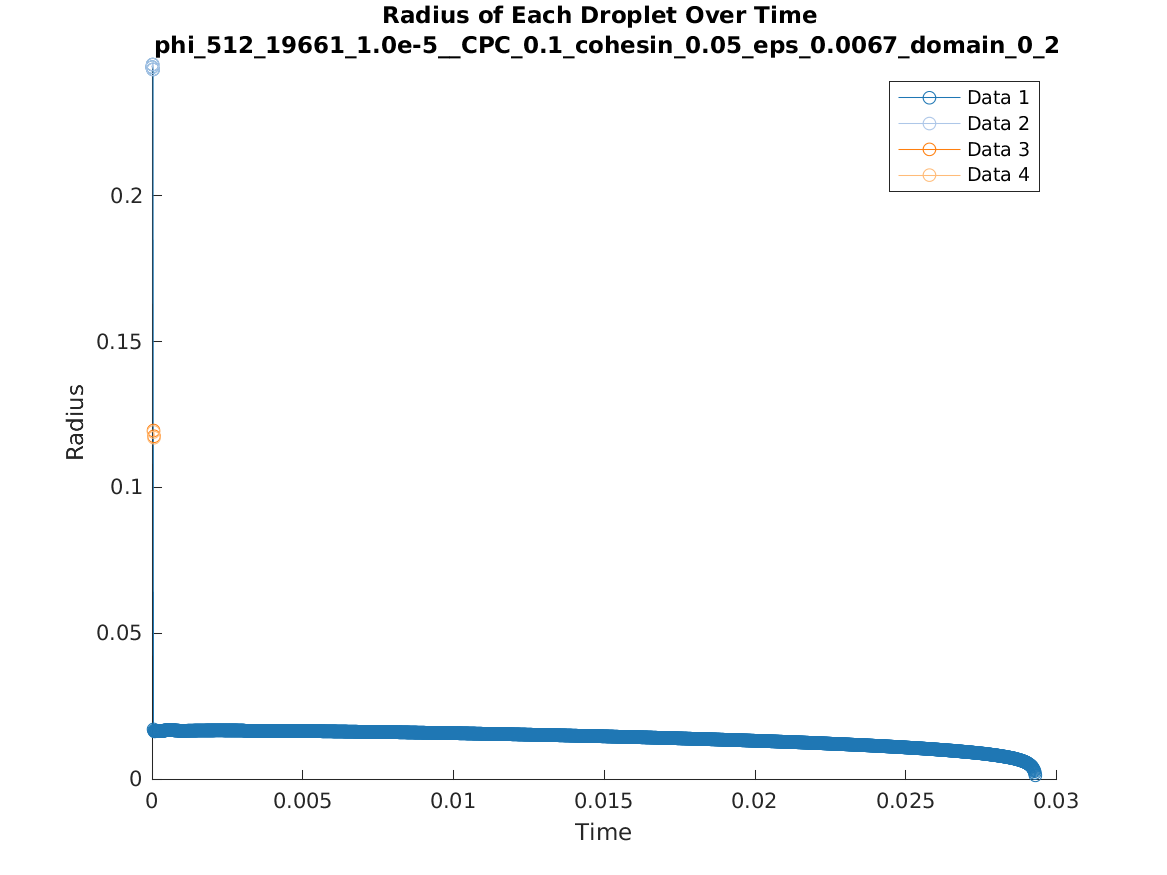 Radius of Each Droplet Over Time
phi_512_19661_1.0e-5__CPC_0.1_cohesin_0.05_eps_0.0067_domain_0_2
Data 1
Data 2
Data 3
Data 4
0.2
0.15
0.1
0.05
0
Radius
0
0.005
0.01
0.015
0.02
0.025
0.03
Time